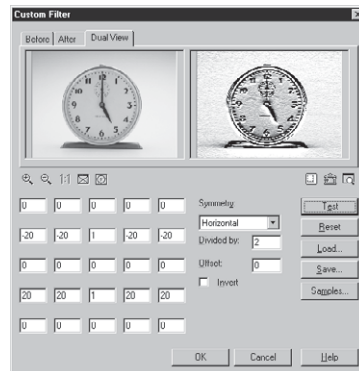 Custom Filter
Before After Dual View
12
1:1
0 0 0 0 0
-20 -20 1 -20 -20
0 0 0 0 0
20 20 1 20 20
0 0 0 0 0
Symmetry:
Horizontal
Divided by: 2
Offset: 0
Invert
Test
Reset
Load...
Save...
Samples...
OK Cancel Help